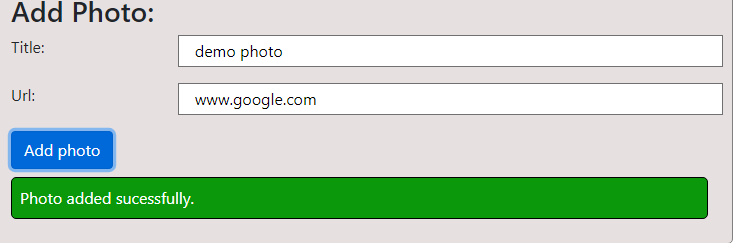 Add Photo:
Title:
demo photo
Url:
www.google.com
Add photo
Photo added sucessfully.